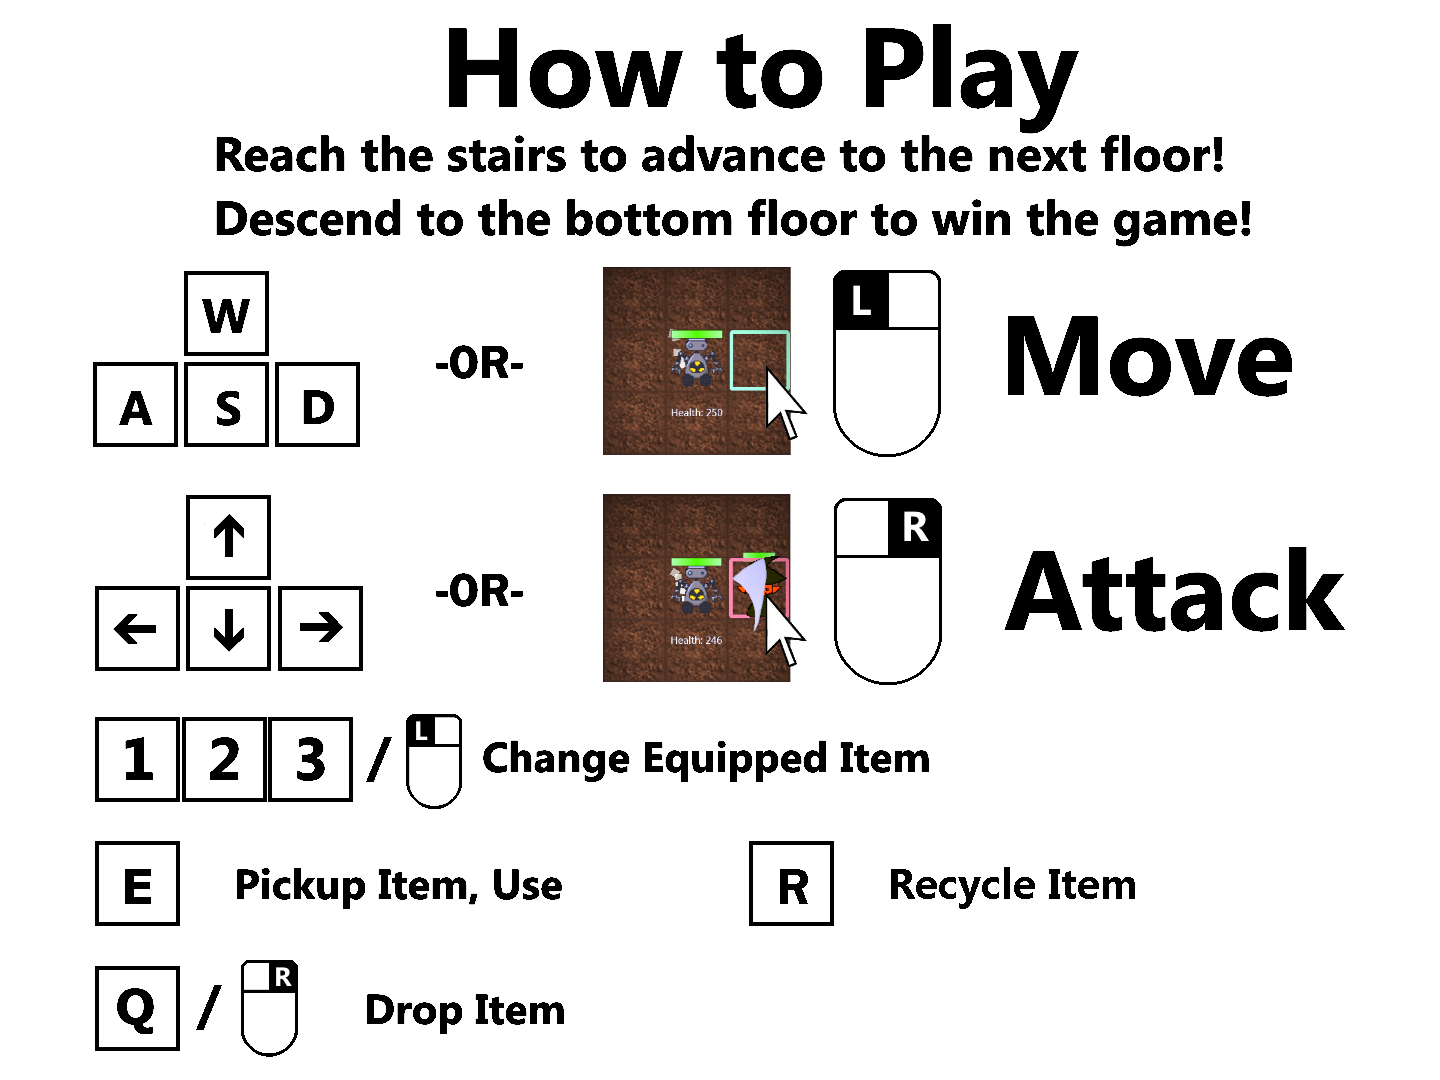 How to Play
Reach the stairs to advance to the next floor!
Descend to the bottom floor to win the game!
W
A S D
-OR-
Health: 250
L
Move
↑
← ↓ →
-OR-
Health: 246
R
Attack
1 2 3 / L Change Equipped Item
E Pickup Item, Use
R Recycle Item
Q / R Drop Item